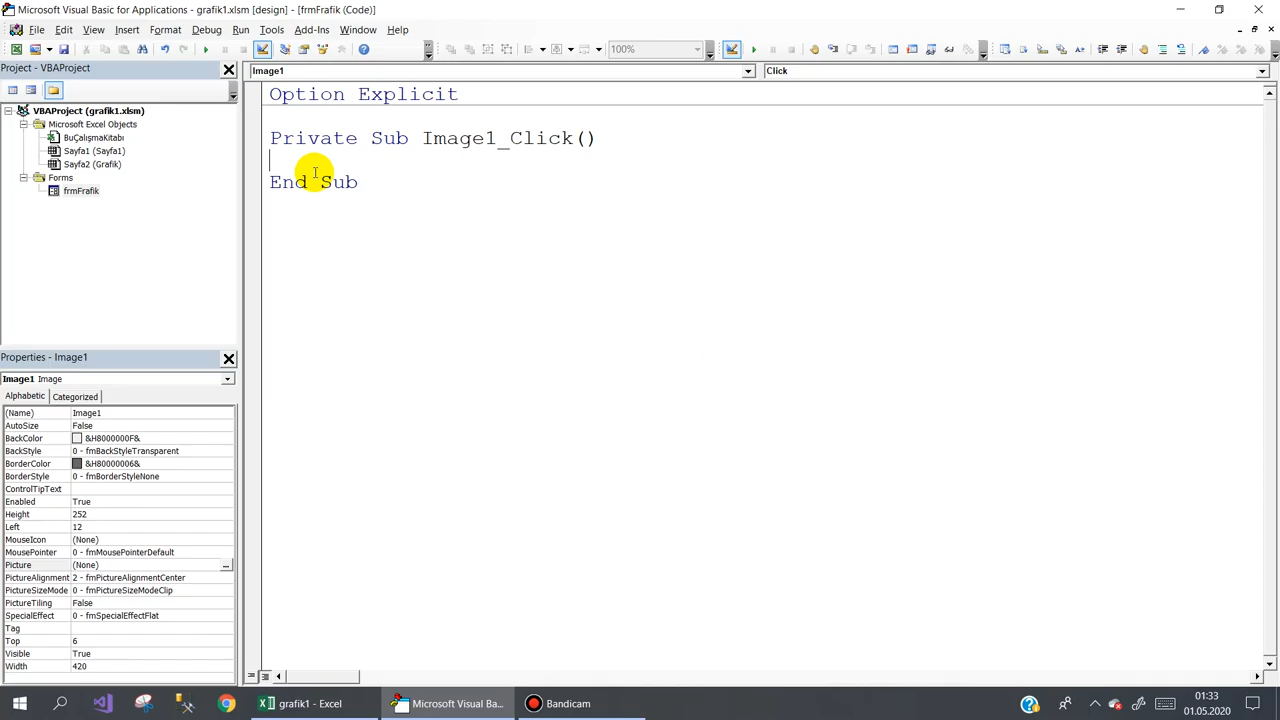 Microsoft Visual Basic for Applications - grafik1.xlsm [design] - [frmFrafik (Code)]
File Edit View Insert Format Debug Run Tools Add-Ins Window Help
100%
Project - VBAProject
Image1
Click
VBAProject (grafik1.xlsm)
Microsoft Excel Objects
BuÇalışmaKitabı
Sayfa1 (Sayfa1)
Sayfa2 (Grafik)
Forms
frmFrafik
Option Explicit
Private Sub Image1_Click()
End Sub
Properties - Image1
Image1 Image
Alphabetic Categorized
(Name) Image1
AutoSize False
BackColor &H8000000F&
BackStyle 0 - fmBackStyleTransparent
BorderColor &H80000006&
BorderStyle 0 - fmBorderStyleNone
ControlTipText
Enabled True
Height 252
Left 12
MouseIcon (None)
MousePointer 0 - fmMousePointerDefault
Picture (None) ...
PictureAlignment 2 - fmPictureAlignmentCenter
PictureSizeMode 0 - fmPictureSizeModeClip
PictureTiling False
SpecialEffect 0 - fmSpecialEffectFlat
Tag
Top 6
Visible True
Width 420
grafik1 - Excel
Microsoft Visual Ba...
Bandicam
01:33
01.05.2020